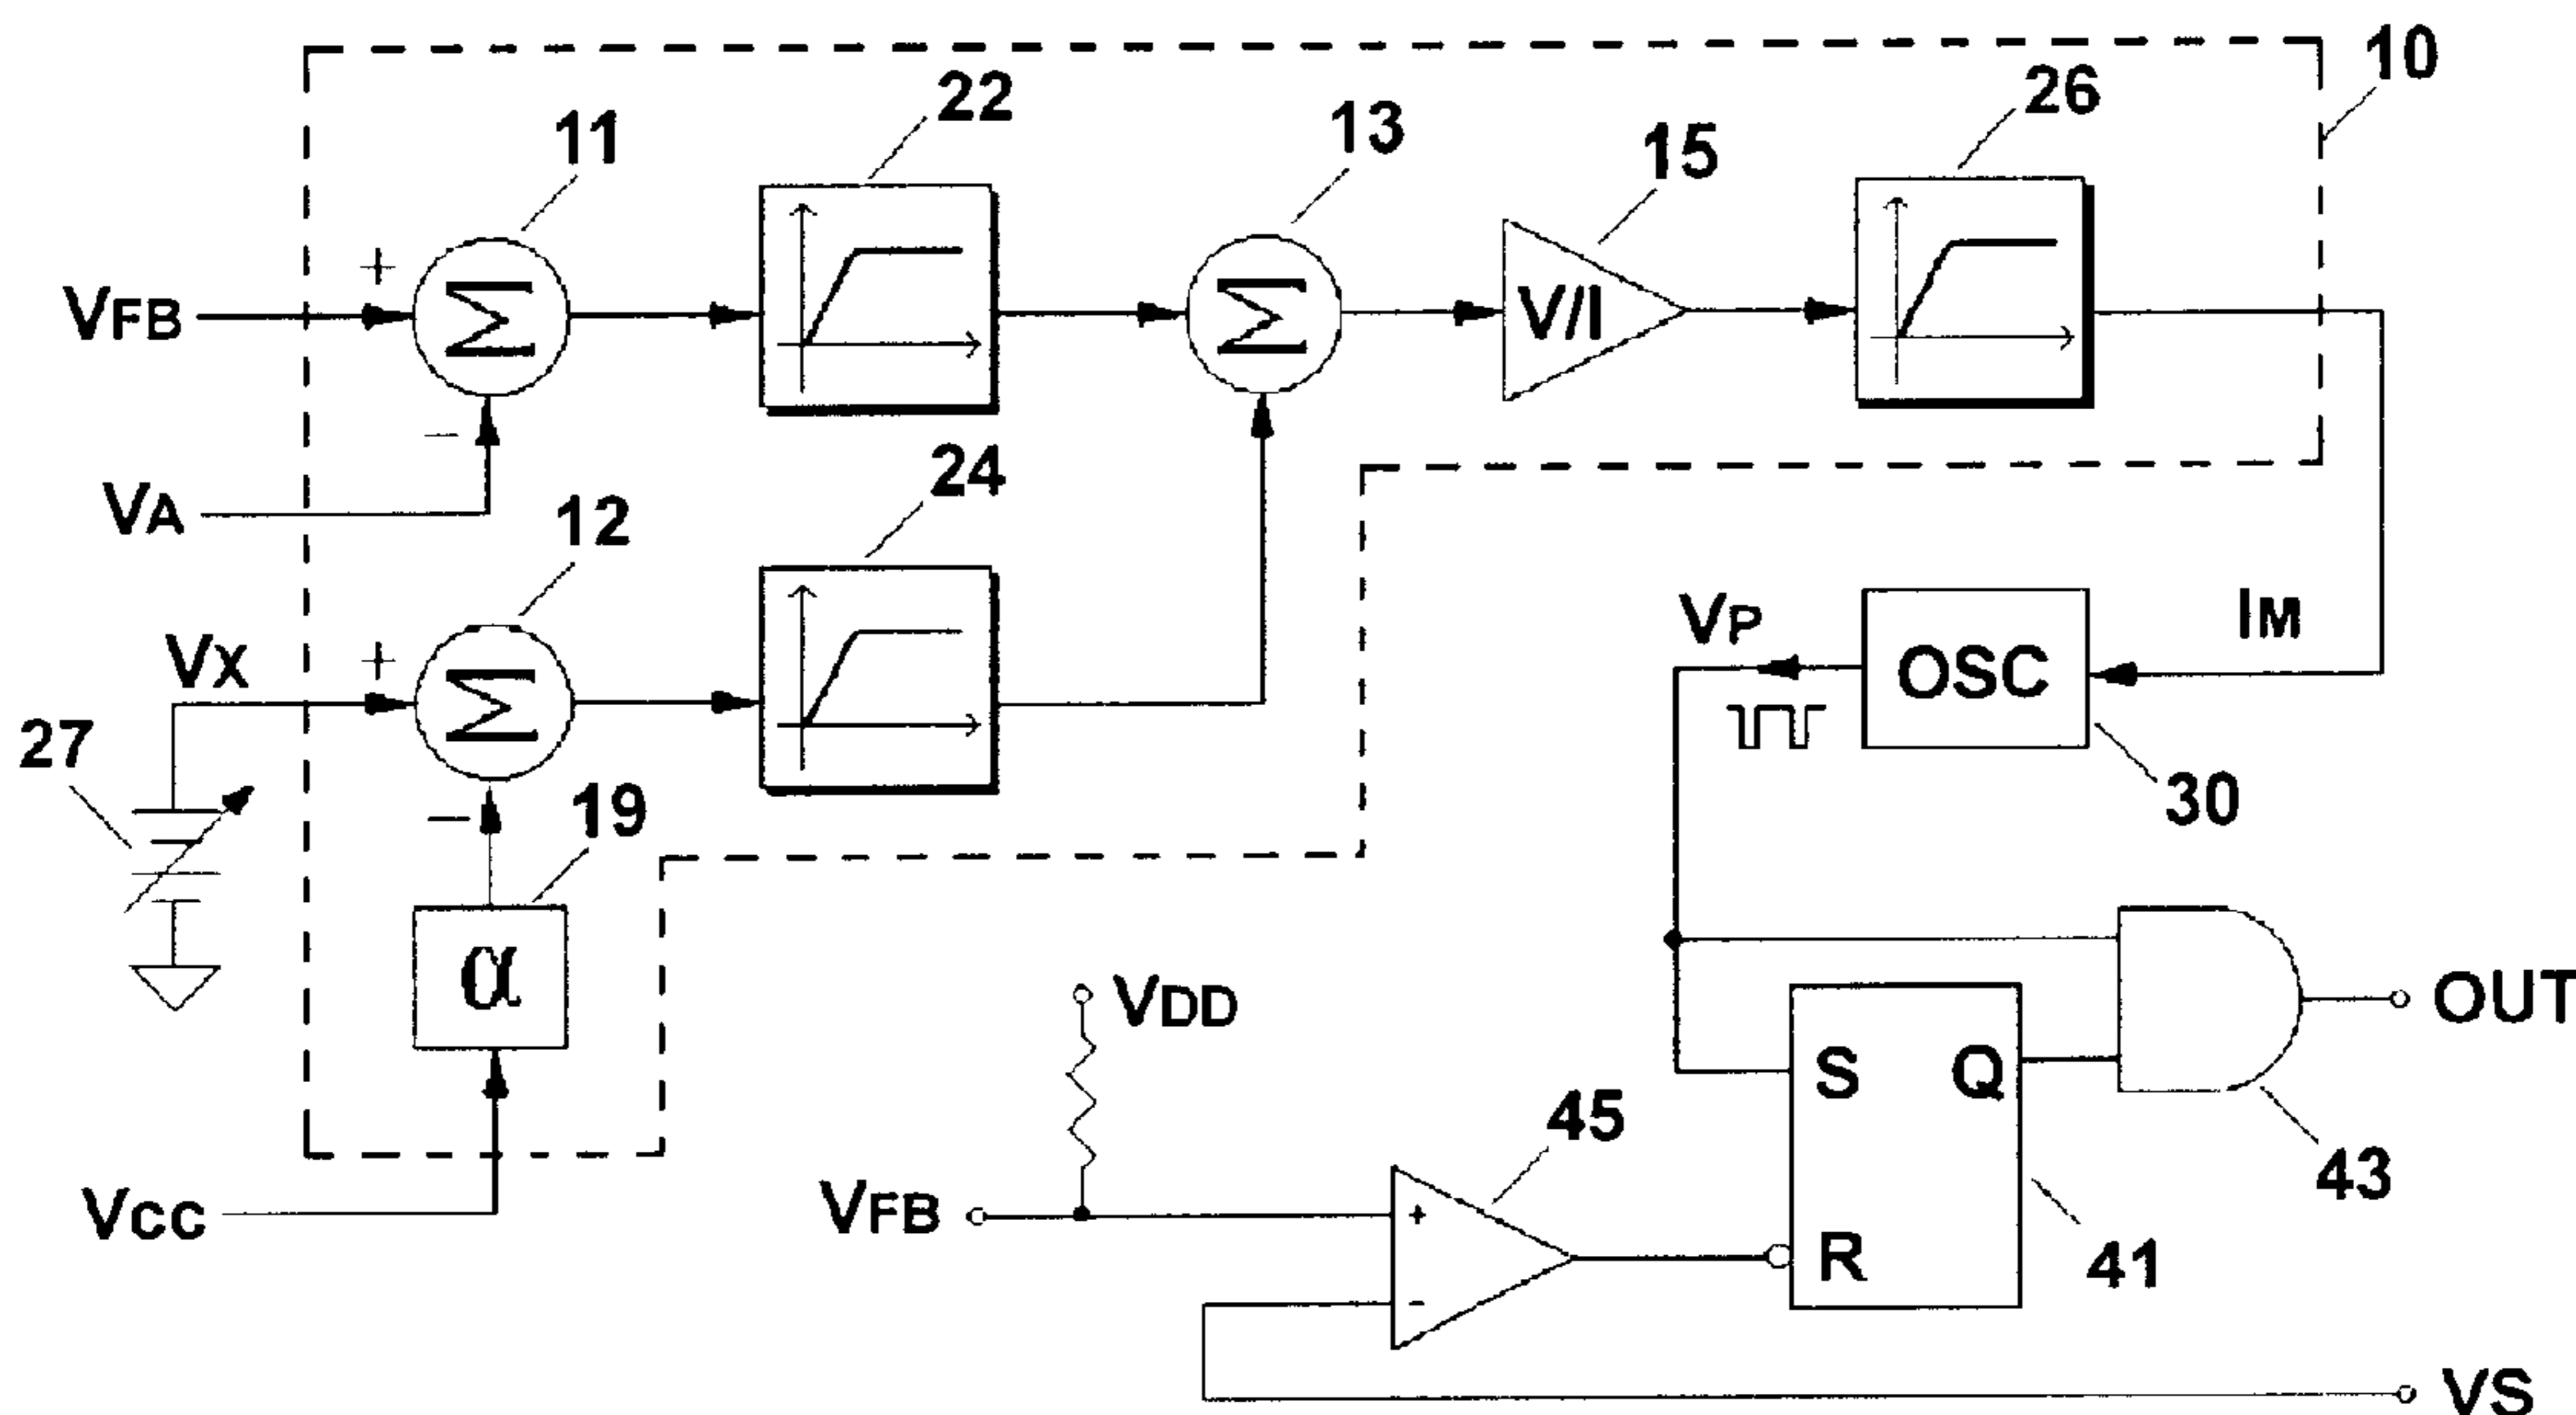 10
22
26
11
13
15
+
Σ
Σ
V/I
VFB
−
VA
24
12
VX
+
Σ
VP
IM
OSC
27
19
30
−
α
VDD
OUT
S
Q
45
43
VCC
VFB
+
R
41
-
VS